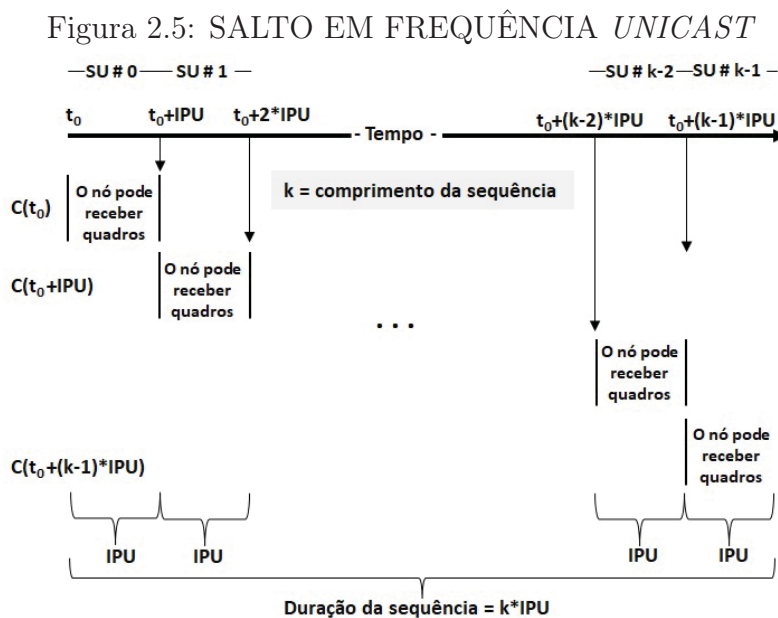 Figura 2.5: SALTO EM FREQUÊNCIA UNICAST
SU # 0 SU # 1 SU # k-2 SU # k-1
t₀ t₀+IPU t₀+2*IPU t₀+(k-2)*IPU t₀+(k-1)*IPU
- Tempo -
C(t₀)
O nó pode
receber
quadros
k = comprimento da sequência
C(t₀+IPU)
O nó pode
receber
quadros
. . .
O nó pode
receber
quadros
C(t₀+(k-1)*IPU)
O nó pode
receber
quadros
IPU IPU IPU IPU
Duração da sequência = k*IPU